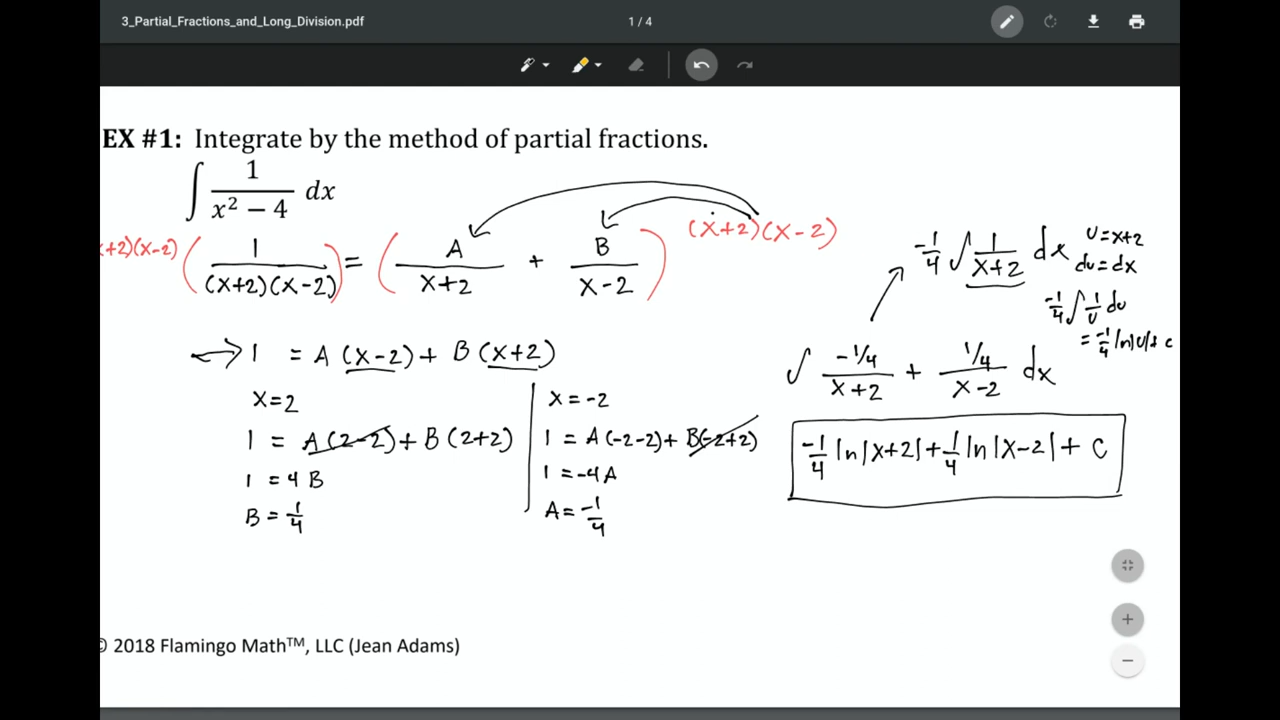 3_Partial_Fractions_and_Long_Division.pdf
1 / 4
EX #1: Integrate by the method of partial fractions.
∫ 1/(x² − 4) dx
+2)(x-2) ( 1/((x+2)(x-2)) ) = ( A/(x+2) + B/(x-2) ) (x+2)(x-2)
1 = A(x-2) + B(x+2)
x=2
1 = A(2-2) + B(2+2)
1 = 4B
B = 1/4
x = -2
1 = A(-2-2) + B(-2+2)
1 = -4A
A = -1/4
-1/4 ∫ 1/(x+2) dx
u = x+2
du = dx
-1/4 ∫ 1/u du
= -1/4 ln|u| + c
∫ (-1/4)/(x+2) + (1/4)/(x-2) dx
-1/4 ln|x+2| + 1/4 ln|x-2| + C
© 2018 Flamingo Math™, LLC (Jean Adams)